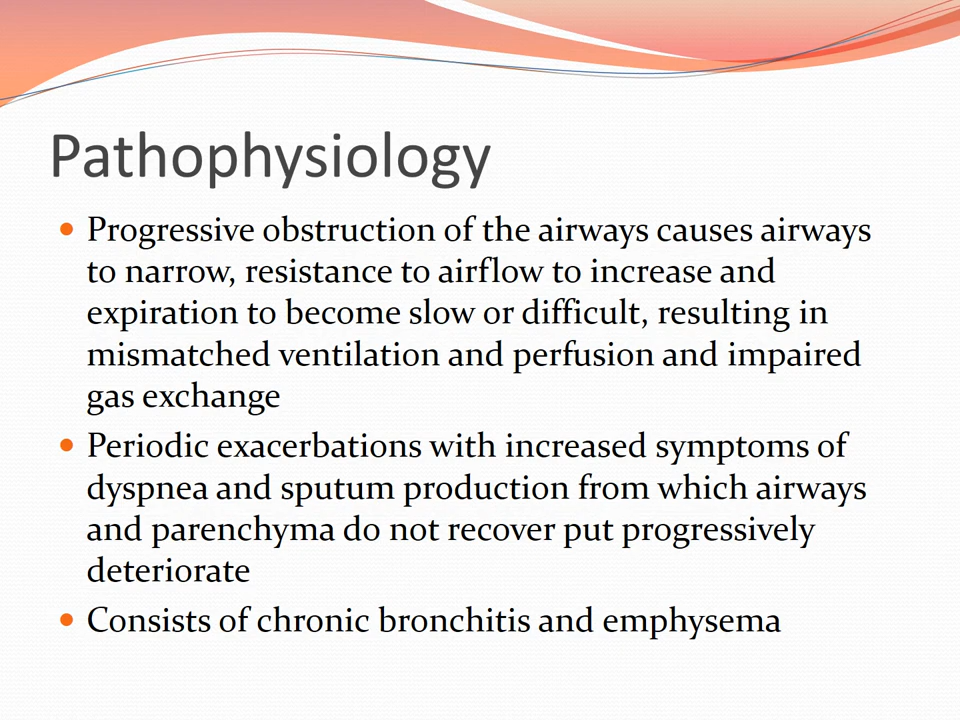 Pathophysiology
• Progressive obstruction of the airways causes airways
to narrow, resistance to airflow to increase and
expiration to become slow or difficult, resulting in
mismatched ventilation and perfusion and impaired
gas exchange
• Periodic exacerbations with increased symptoms of
dyspnea and sputum production from which airways
and parenchyma do not recover put progressively
deteriorate
• Consists of chronic bronchitis and emphysema